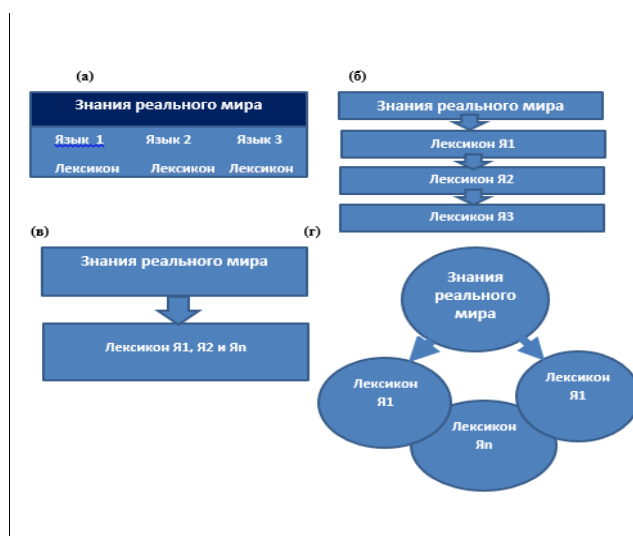 (а)
Знания реального мира
Язык 1 Язык 2 Язык 3
Лексикон Лексикон Лексикон
(б)
Знания реального мира
Лексикон Я1
Лексикон Я2
Лексикон Я3
(в)
Знания реального мира
Лексикон Я1, Я2 и Яn
(г)
Знания
реального
мира
Лексикон
Я1
Лексикон
Яn
Лексикон
Я1